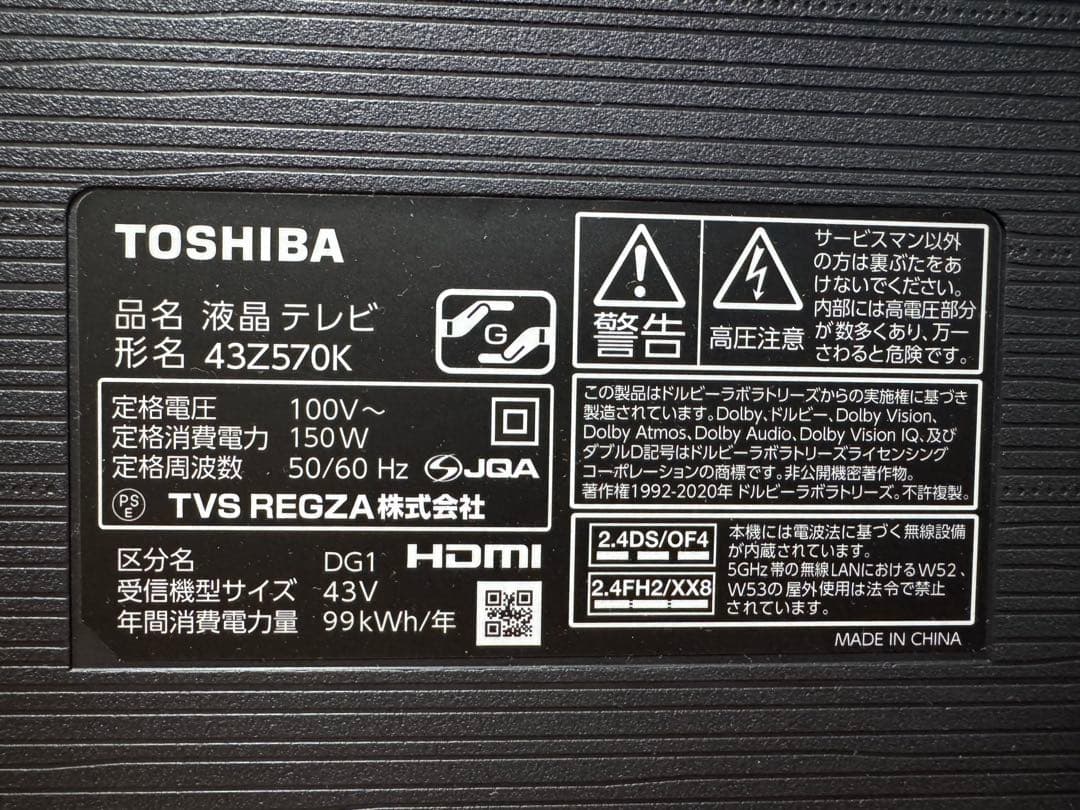 TOSHIBA
品名 液晶テレビ
形名 43Z570K
G
定格電圧 100V～
定格消費電力 150W
定格周波数 50/60 Hz JQA
PS
E
TVS REGZA株式会社
区分名 DG1 HDMI
受信機型サイズ 43V
年間消費電力量 99kWh/年
警告
高圧注意
サービスマン以外
の方は裏ぶたをあ
けないでください。
内部には高電圧部分
が数多くあり、万一
さわると危険です。
この製品はドルビーラボラトリーズからの実施権に基づき
製造されています。Dolby、ドルビー、Dolby Vision、
Dolby Atmos、Dolby Audio、Dolby Vision IQ、及び
ダブルD記号はドルビーラボラトリーズライセンシング
コーポレーションの商標です。非公開機密著作物。
著作権1992-2020年 ドルビーラボラトリーズ。不許複製。
2.4DS/OF4
2.4FH2/XX8
本機には電波法に基づく無線設備
が内蔵されています。
5GHz帯の無線LANにおけるW52、
W53の屋外使用は法令で禁止
されています。
MADE IN CHINA